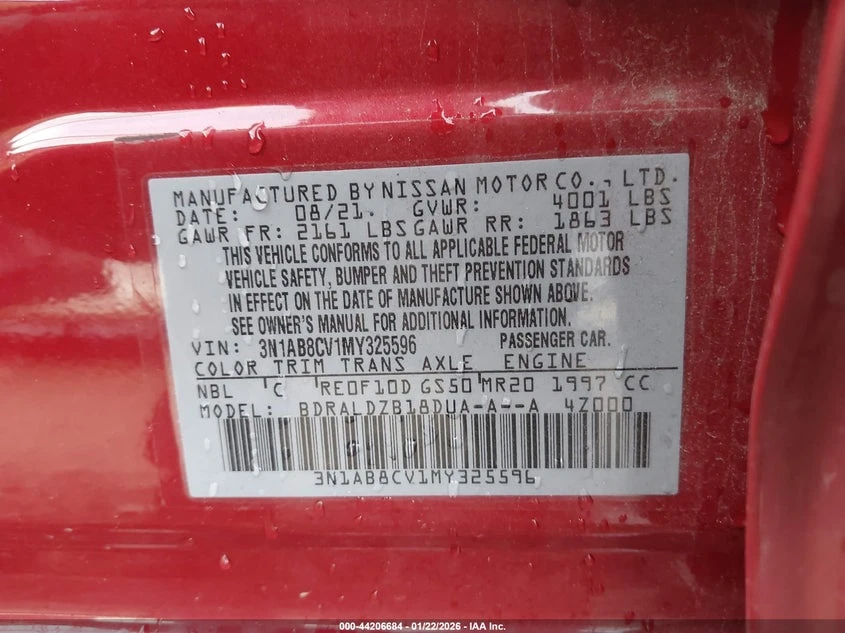 MANUFACTURED BY NISSAN MOTOR CO., LTD.
DATE: 08/21. GVWR: 4001 LBS
GAWR FR: 2161 LBS GAWR RR: 1863 LBS
THIS VEHICLE CONFORMS TO ALL APPLICABLE FEDERAL MOTOR
VEHICLE SAFETY, BUMPER AND THEFT PREVENTION STANDARDS
IN EFFECT ON THE DATE OF MANUFACTURE SHOWN ABOVE.
SEE OWNER'S MANUAL FOR ADDITIONAL INFORMATION.
VIN: 3N1AB8CV1MY325596 PASSENGER CAR.
COLOR TRIM TRANS AXLE ENGINE
NBL 'C 'RE0F10D GS50'MR20 1997 CC
MODEL: BDRALDZB18DUA-A--A 4Z000
3N1AB8CV1MY325596
000-44206684 - 01/22/2026 - IAA Inc.